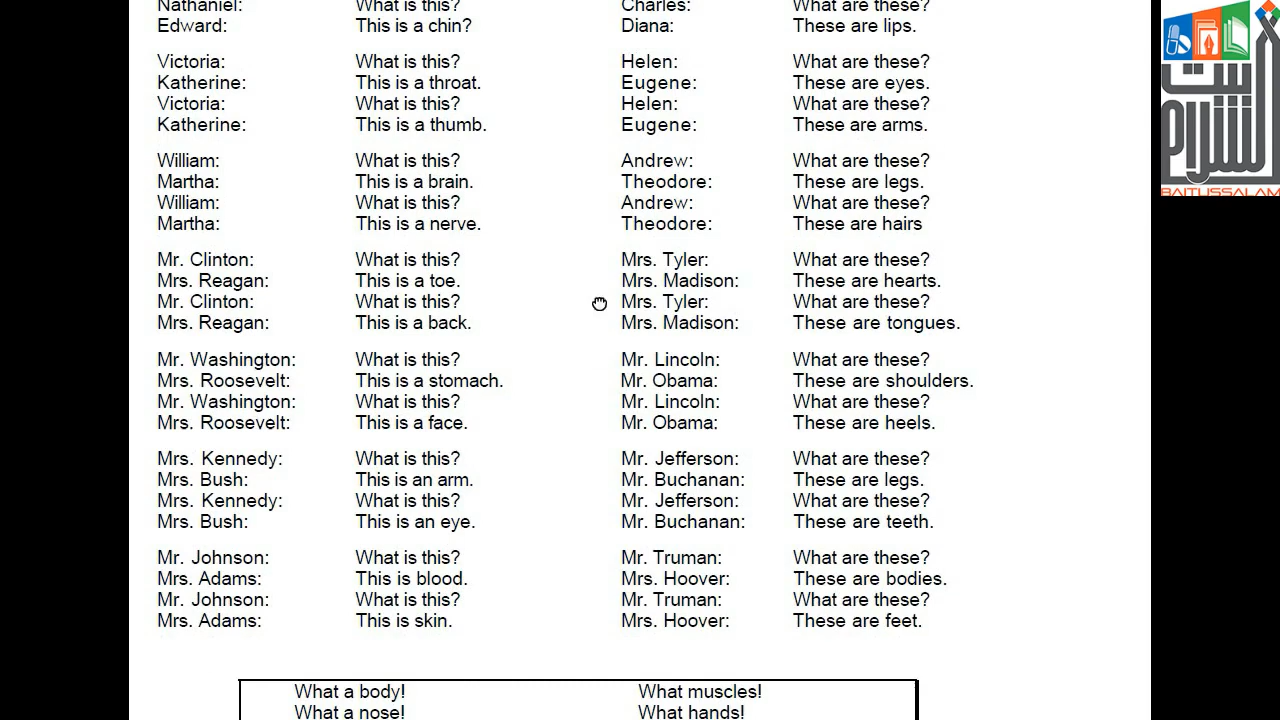 Nathaniel: What is this?
Edward: This is a chin?
Victoria: What is this?
Katherine: This is a throat.
Victoria: What is this?
Katherine: This is a thumb.
William: What is this?
Martha: This is a brain.
William: What is this?
Martha: This is a nerve.
Mr. Clinton: What is this?
Mrs. Reagan: This is a toe.
Mr. Clinton: What is this?
Mrs. Reagan: This is a back.
Mr. Washington: What is this?
Mrs. Roosevelt: This is a stomach.
Mr. Washington: What is this?
Mrs. Roosevelt: This is a face.
Mrs. Kennedy: What is this?
Mrs. Bush: This is an arm.
Mrs. Kennedy: What is this?
Mrs. Bush: This is an eye.
Mr. Johnson: What is this?
Mrs. Adams: This is blood.
Mr. Johnson: What is this?
Mrs. Adams: This is skin.
Charles: What are these?
Diana: These are lips.
Helen: What are these?
Eugene: These are eyes.
Helen: What are these?
Eugene: These are arms.
Andrew: What are these?
Theodore: These are legs.
Andrew: What are these?
Theodore: These are hairs
Mrs. Tyler: What are these?
Mrs. Madison: These are hearts.
Mrs. Tyler: What are these?
Mrs. Madison: These are tongues.
Mr. Lincoln: What are these?
Mr. Obama: These are shoulders.
Mr. Lincoln: What are these?
Mr. Obama: These are heels.
Mr. Jefferson: What are these?
Mr. Buchanan: These are legs.
Mr. Jefferson: What are these?
Mr. Buchanan: These are teeth.
Mr. Truman: What are these?
Mrs. Hoover: These are bodies.
Mr. Truman: What are these?
Mrs. Hoover: These are feet.
What a body! What muscles!
What a nose! What hands!
بيت السلام
BAITUSSALAM